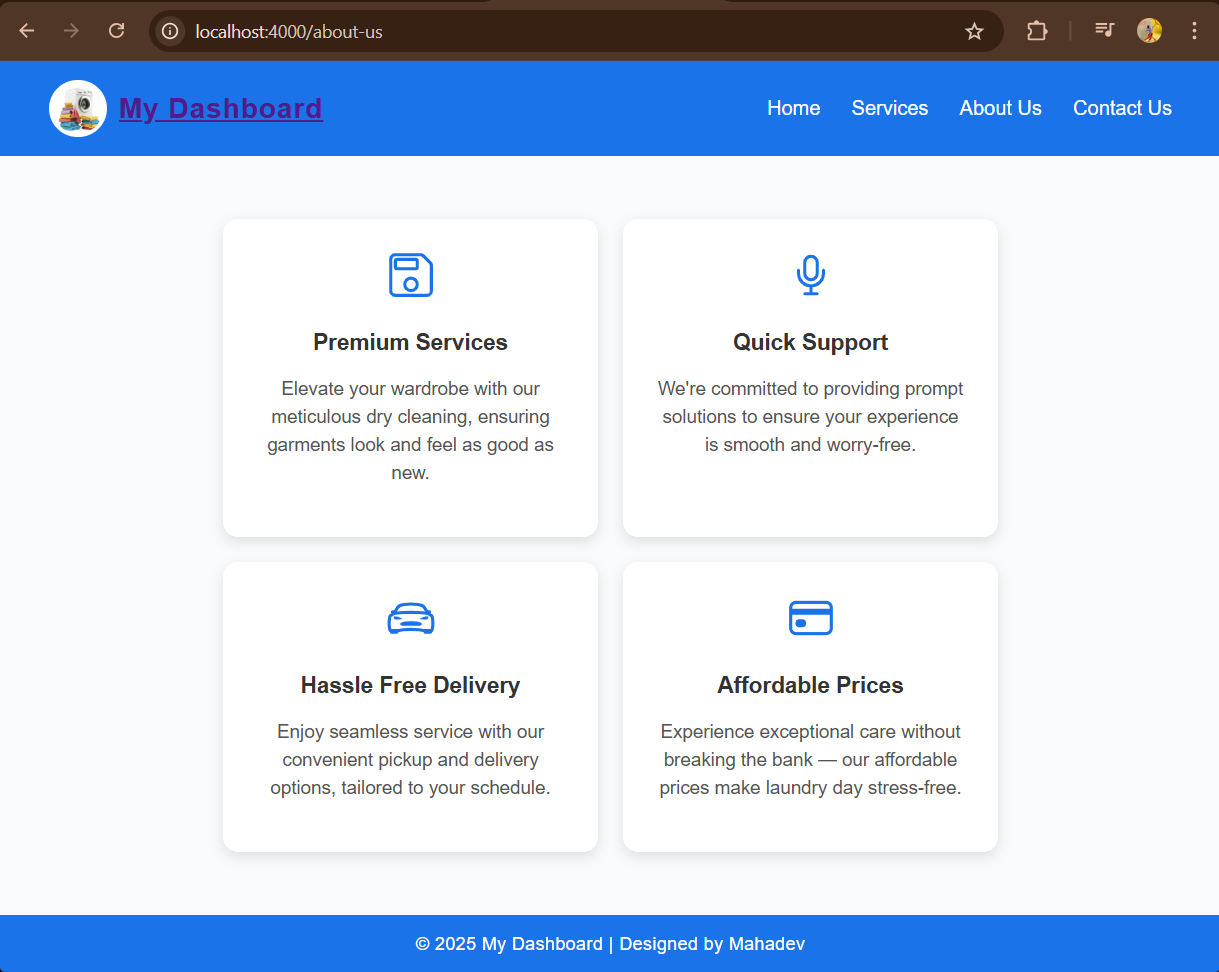 localhost:4000/about-us
My Dashboard
Home Services About Us Contact Us
Premium Services
Elevate your wardrobe with our
meticulous dry cleaning, ensuring
garments look and feel as good as
new.
Quick Support
We're committed to providing prompt
solutions to ensure your experience
is smooth and worry-free.
Hassle Free Delivery
Enjoy seamless service with our
convenient pickup and delivery
options, tailored to your schedule.
Affordable Prices
Experience exceptional care without
breaking the bank — our affordable
prices make laundry day stress-free.
© 2025 My Dashboard | Designed by Mahadev